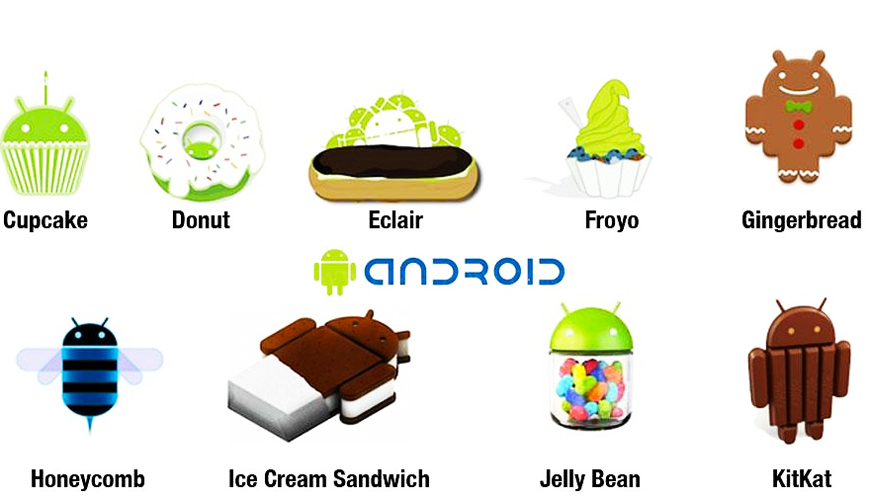 Cupcake
Donut
Eclair
Froyo
Gingerbread
ANDROID
Honeycomb
Ice Cream Sandwich
Jelly Bean
KitKat